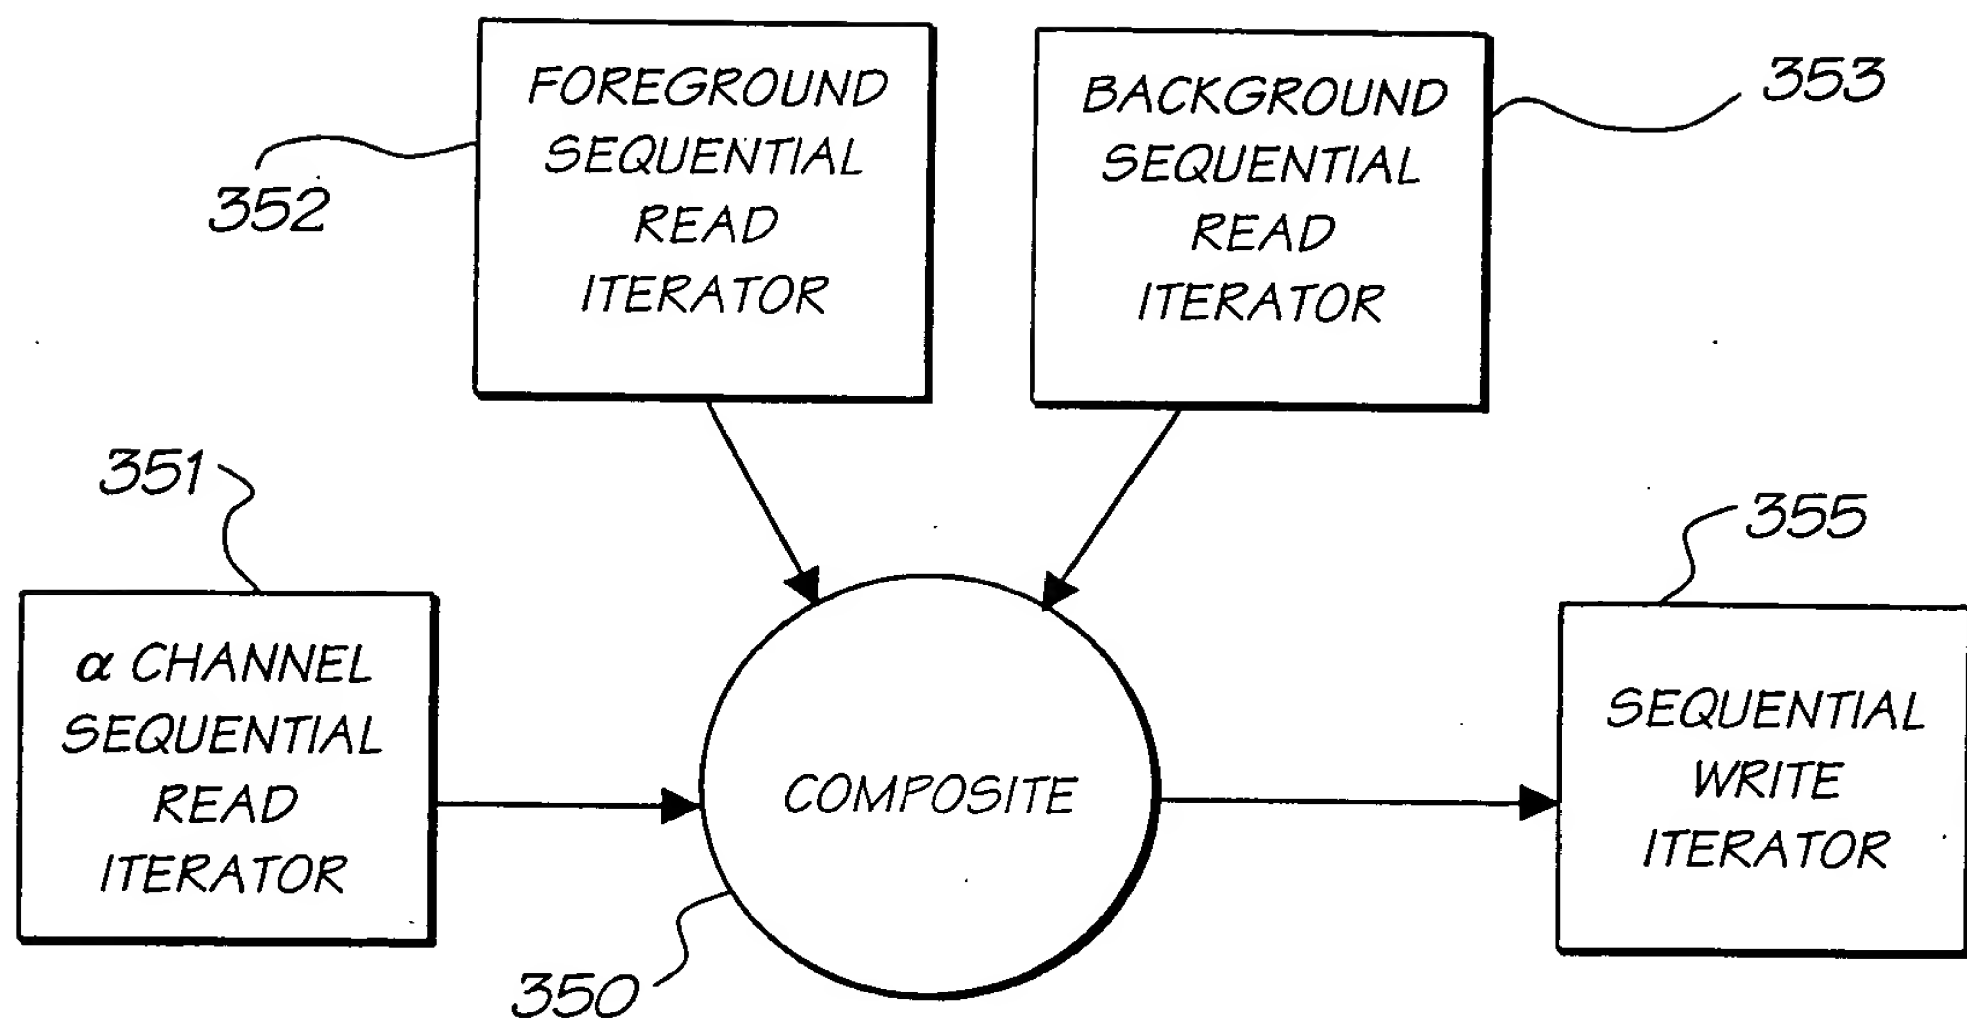 FOREGROUND
SEQUENTIAL
READ
ITERATOR
352
BACKGROUND
SEQUENTIAL
READ
ITERATOR
353
351
α CHANNEL
SEQUENTIAL
READ
ITERATOR
COMPOSITE
350
355
SEQUENTIAL
WRITE
ITERATOR